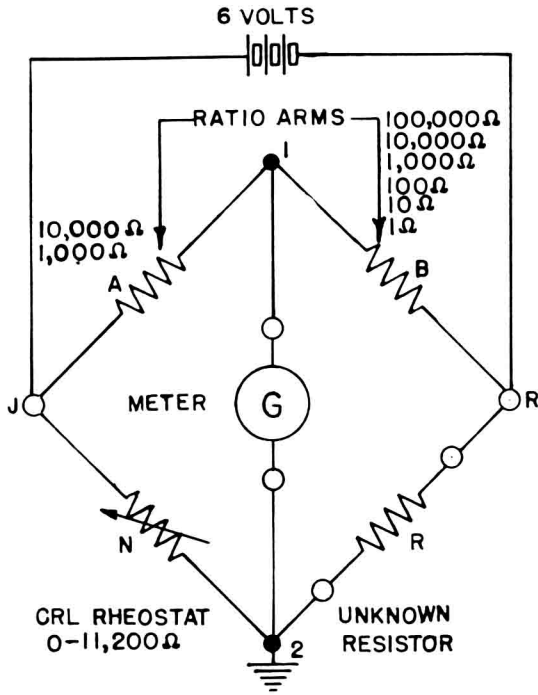 6 VOLTS
RATIO ARMS
100,000Ω
10,000Ω
1,000Ω
100Ω
10Ω
1Ω
1
10,000Ω
1,000Ω
A
B
J
METER
G
R
N
R
CRL RHEOSTAT
0-11,200Ω
2
UNKNOWN
RESISTOR